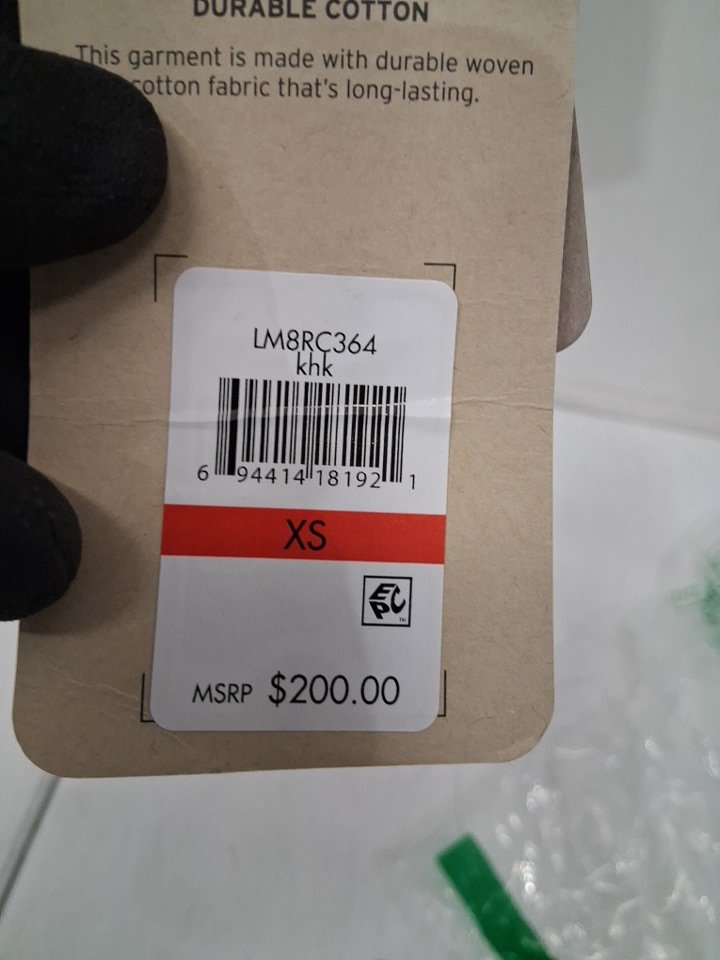 DURABLE COTTON
This garment is made with durable woven
cotton fabric that's long-lasting.
LM8RC364
khk
6 94414 18192 1
XS
EPC
MSRP $200.00